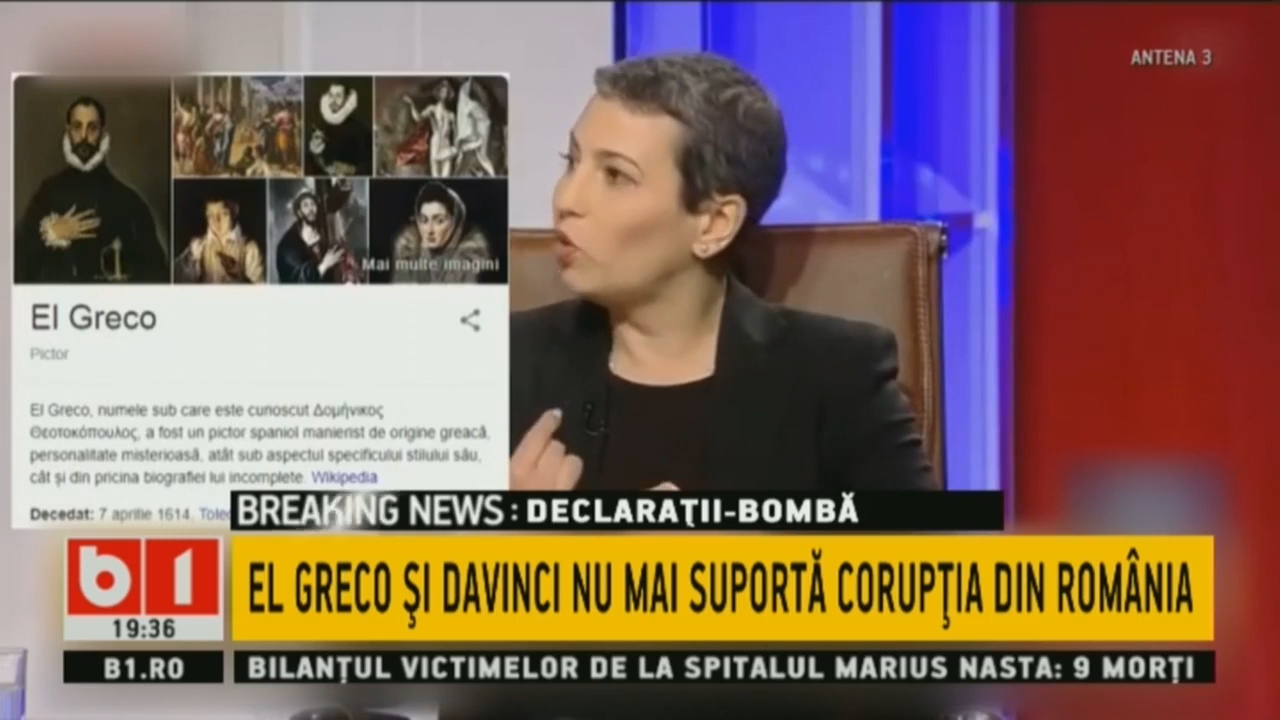 ANTENA 3
Mai multe imagini
El Greco
Pictor
El Greco, numele sub care este cunoscut Δομήνικος
Θεοτοκόπουλος, a fost un pictor spaniol manierist de origine greacă,
personalitate misterioasă, atât sub aspectul specificului stilului său,
cât și din pricina biografiei lui incomplete. Wikipedia
Decedat: 7 aprilie 1614,
BREAKING NEWS: DECLARAŢII-BOMBĂ
b1
EL GRECO ŞI DAVINCI NU MAI SUPORTĂ CORUPŢIA DIN ROMÂNIA
19:36
B1.RO
BILANŢUL VICTIMELOR DE LA SPITALUL MARIUS NASTA: 9 MORŢI